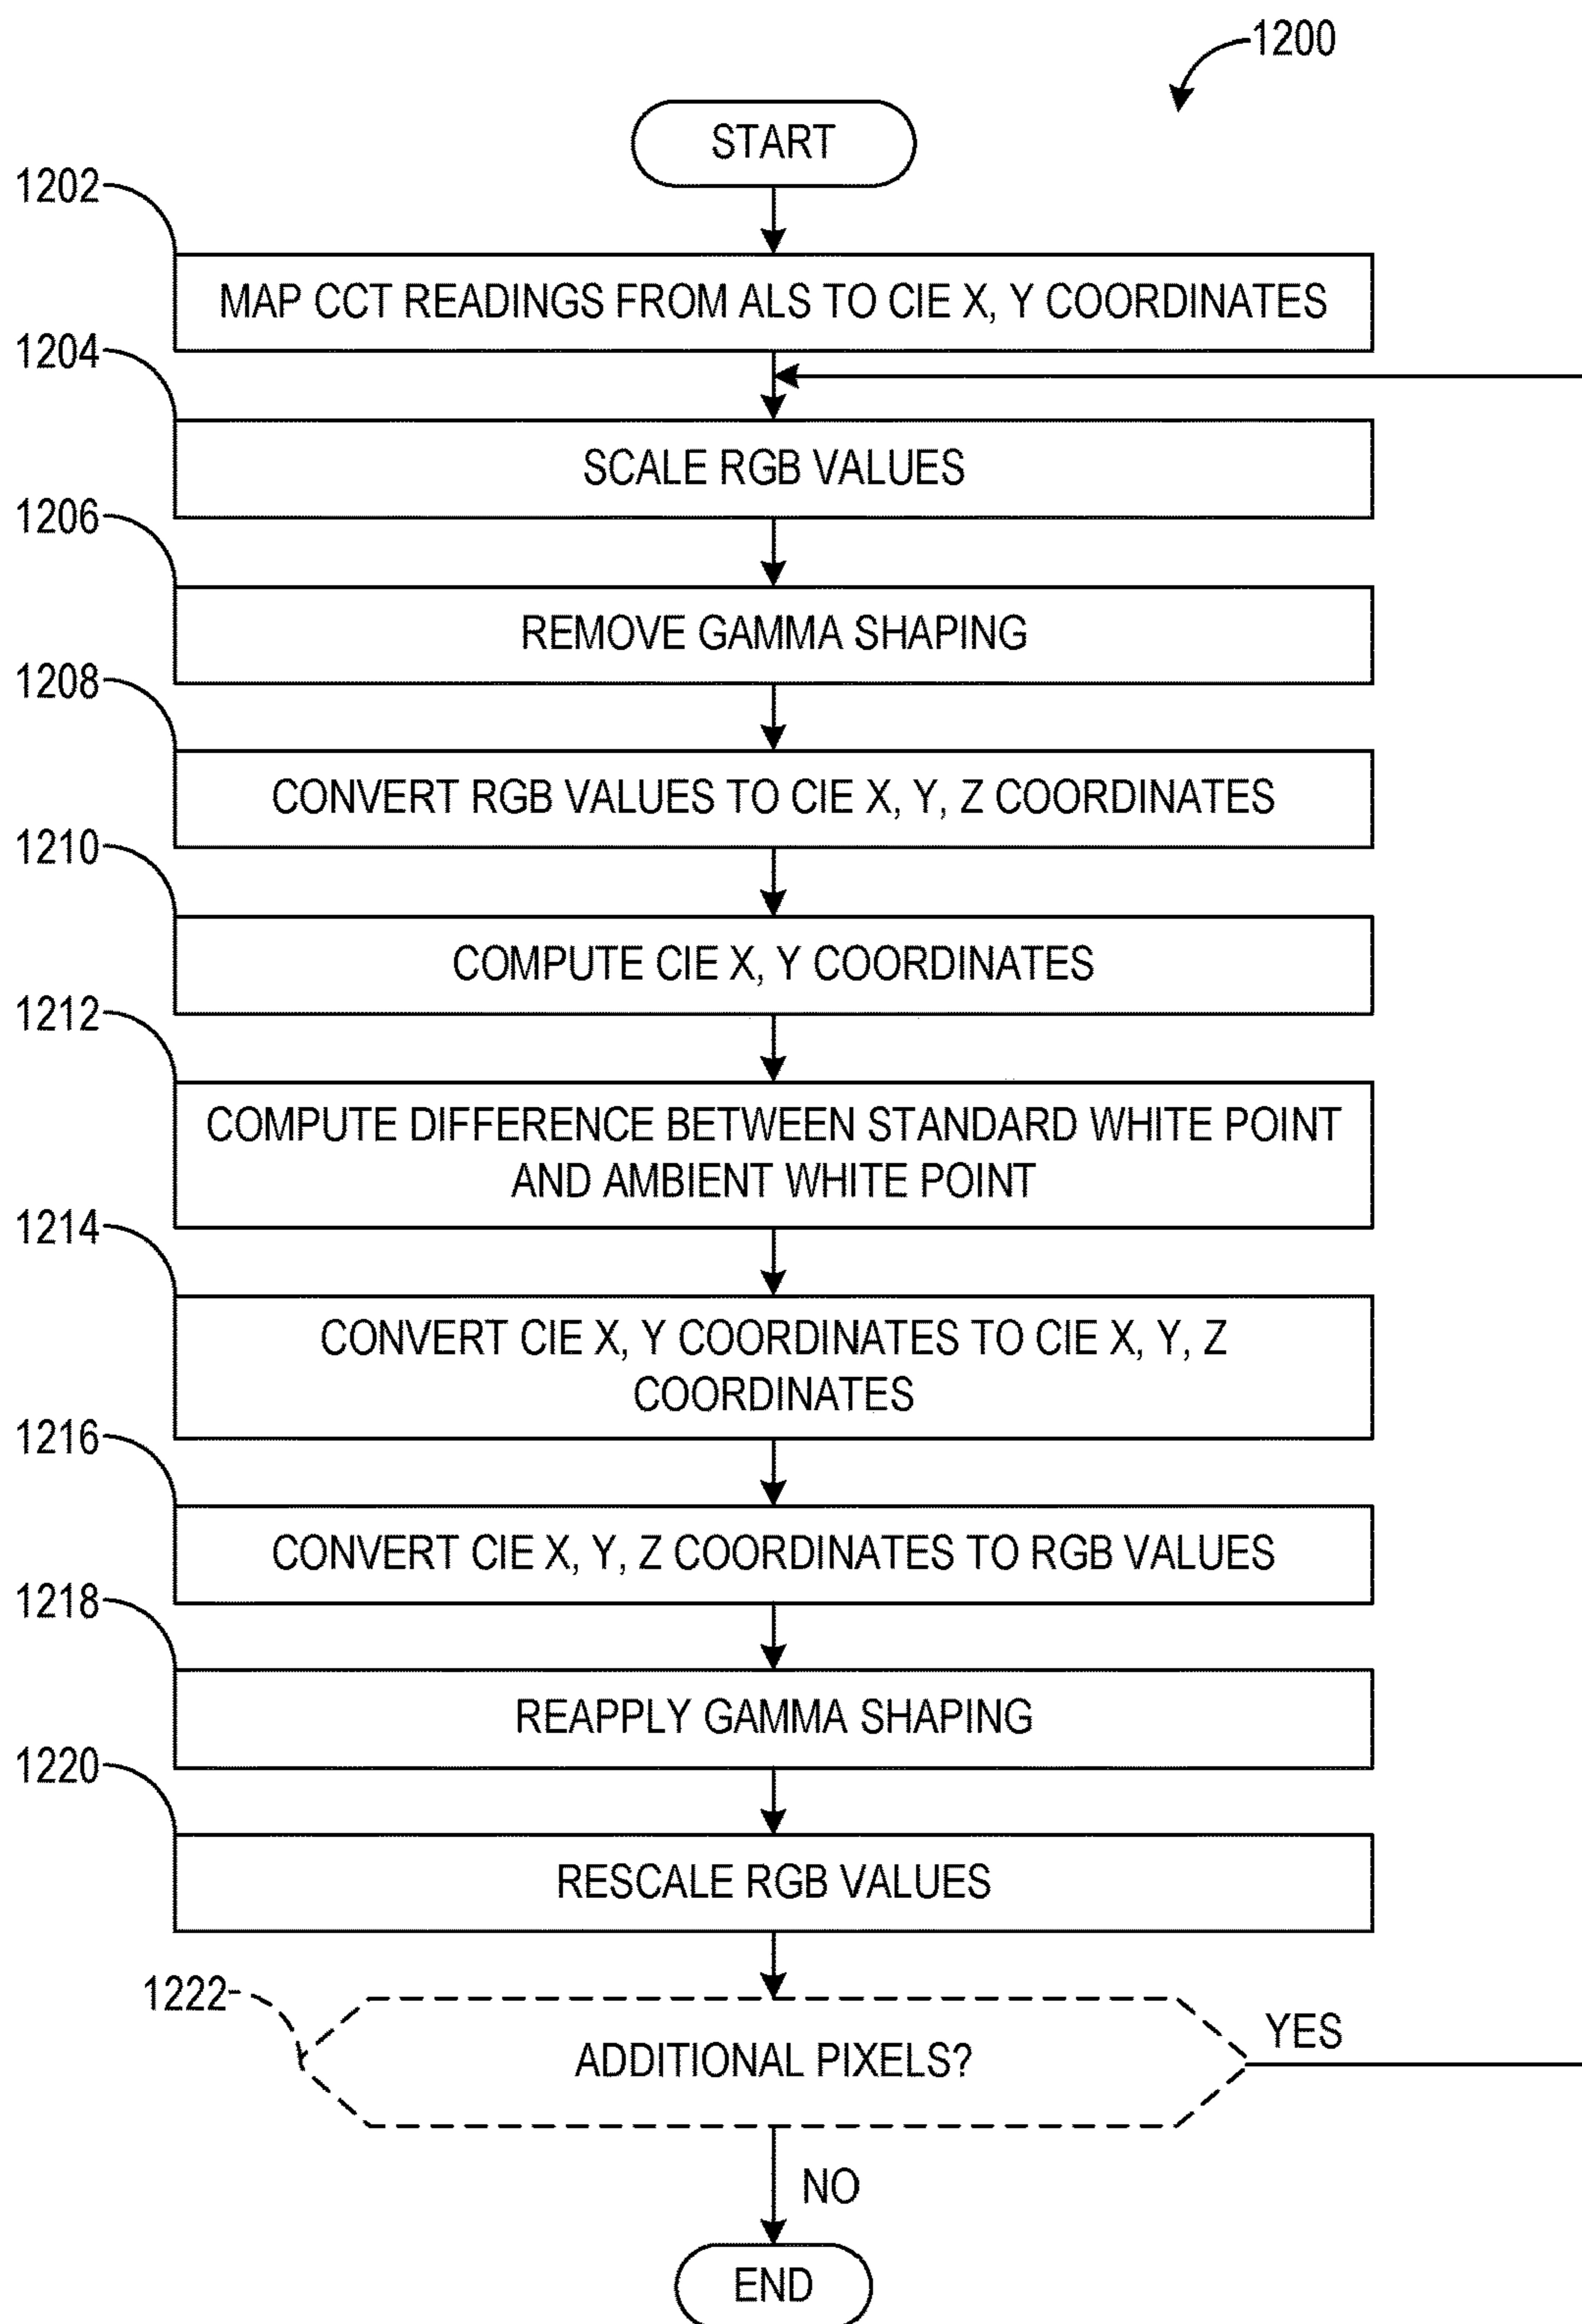 1200
START
1202
MAP CCT READINGS FROM ALS TO CIE X, Y COORDINATES
1204
SCALE RGB VALUES
1206
REMOVE GAMMA SHAPING
1208
CONVERT RGB VALUES TO CIE X, Y, Z COORDINATES
1210
COMPUTE CIE X, Y COORDINATES
1212
COMPUTE DIFFERENCE BETWEEN STANDARD WHITE POINT
AND AMBIENT WHITE POINT
1214
CONVERT CIE X, Y COORDINATES TO CIE X, Y, Z
COORDINATES
1216
CONVERT CIE X, Y, Z COORDINATES TO RGB VALUES
1218
REAPPLY GAMMA SHAPING
1220
RESCALE RGB VALUES
1222
ADDITIONAL PIXELS?
YES
NO
END